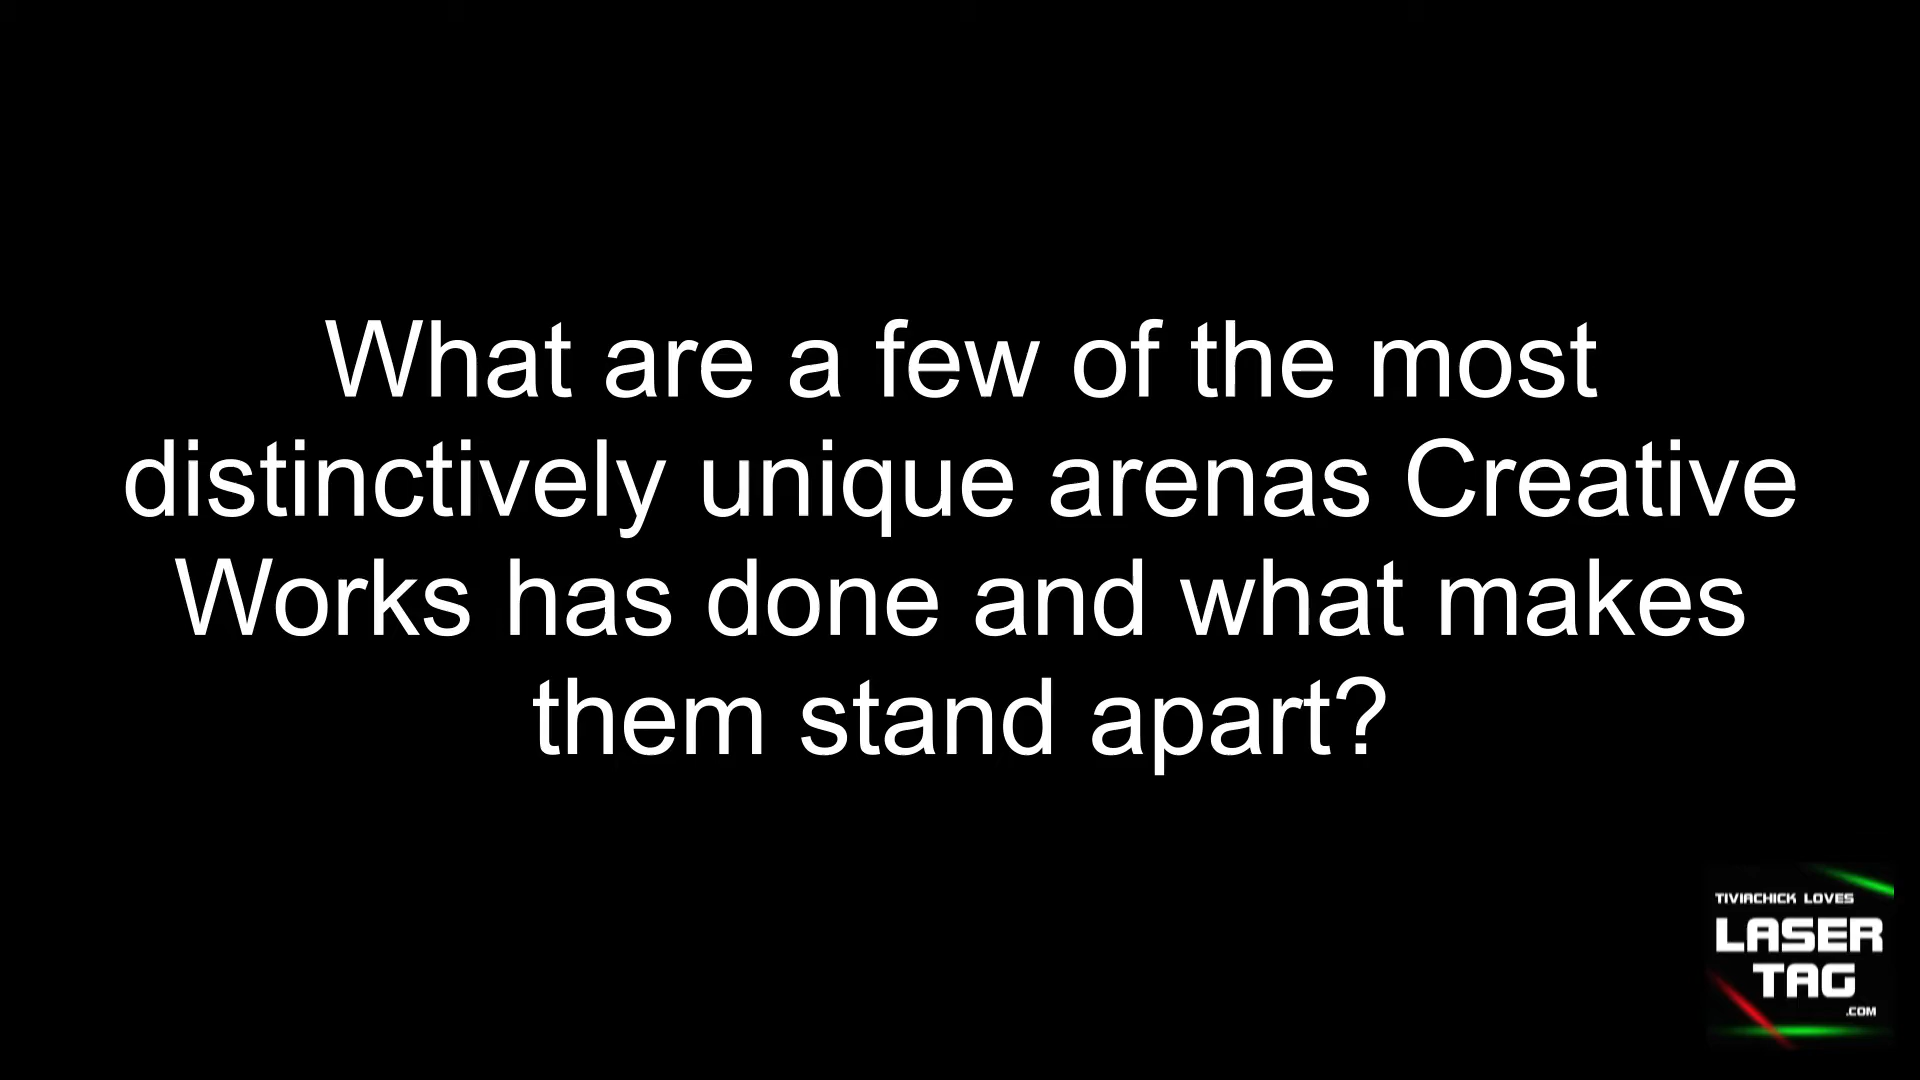 What are a few of the most
distinctively unique arenas Creative
Works has done and what makes
them stand apart?
TIVIACHICK LOVES
LASER
TAG
.COM